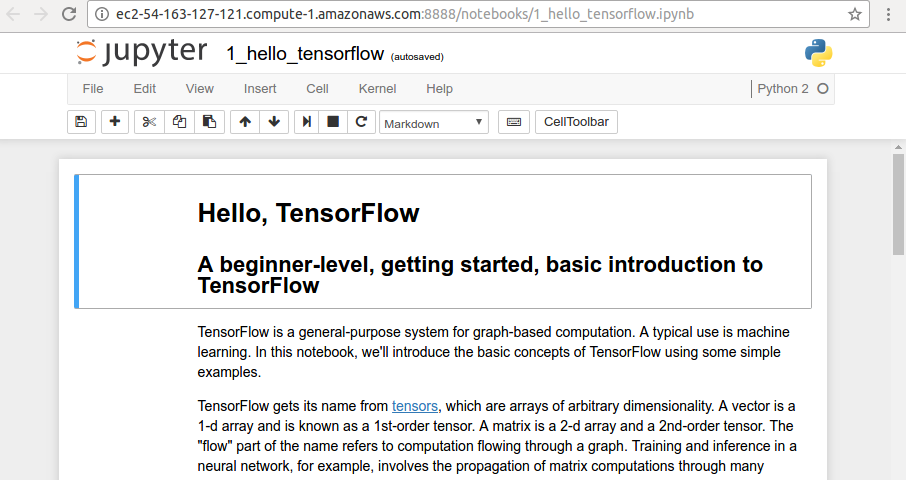 ec2-54-163-127-121.compute-1.amazonaws.com:8888/notebooks/1_hello_tensorflow.ipynb
jupyter 1_hello_tensorflow (autosaved)
File Edit View Insert Cell Kernel Help Python 2
Markdown CellToolbar
Hello, TensorFlow
A beginner-level, getting started, basic introduction to
TensorFlow
TensorFlow is a general-purpose system for graph-based computation. A typical use is machine
learning. In this notebook, we'll introduce the basic concepts of TensorFlow using some simple
examples.
TensorFlow gets its name from tensors, which are arrays of arbitrary dimensionality. A vector is a
1-d array and is known as a 1st-order tensor. A matrix is a 2-d array and a 2nd-order tensor. The
"flow" part of the name refers to computation flowing through a graph. Training and inference in a
neural network, for example, involves the propagation of matrix computations through many